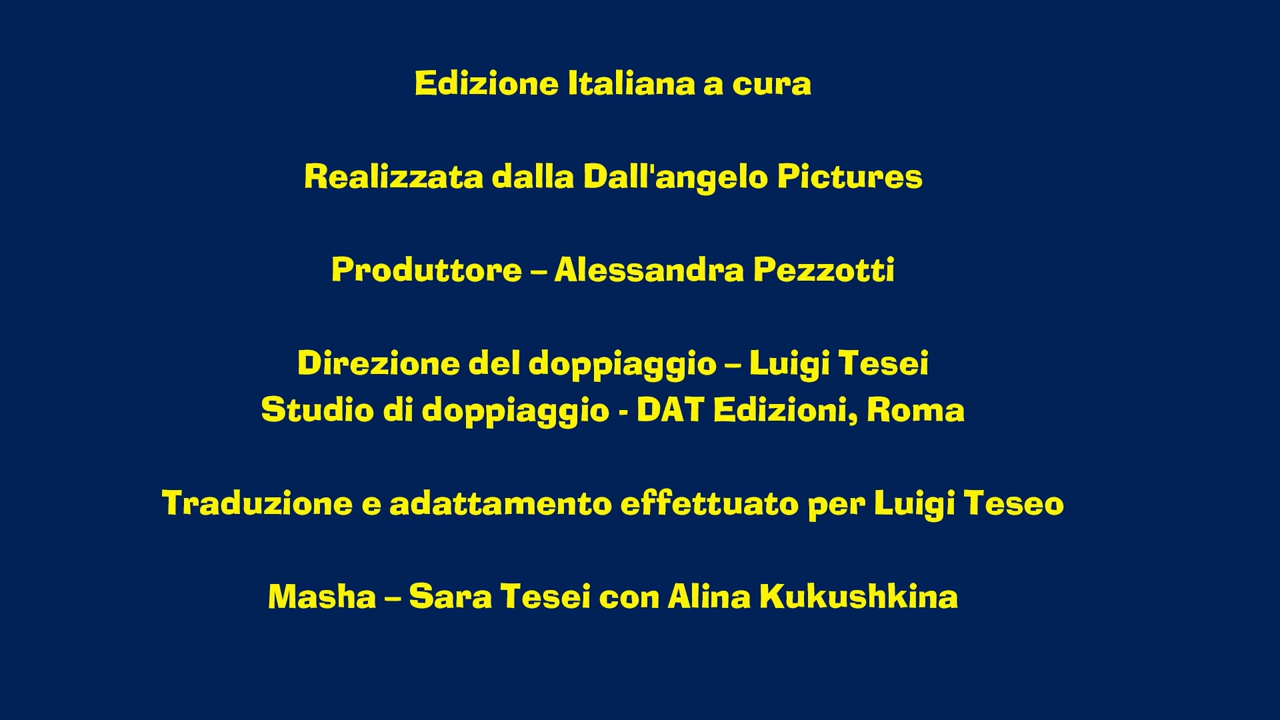 Edizione Italiana a cura
Realizzata dalla Dall'angelo Pictures
Produttore – Alessandra Pezzotti
Direzione del doppiaggio – Luigi Tesei
Studio di doppiaggio - DAT Edizioni, Roma
Traduzione e adattamento effettuato per Luigi Teseo
Masha – Sara Tesei con Alina Kukushkina